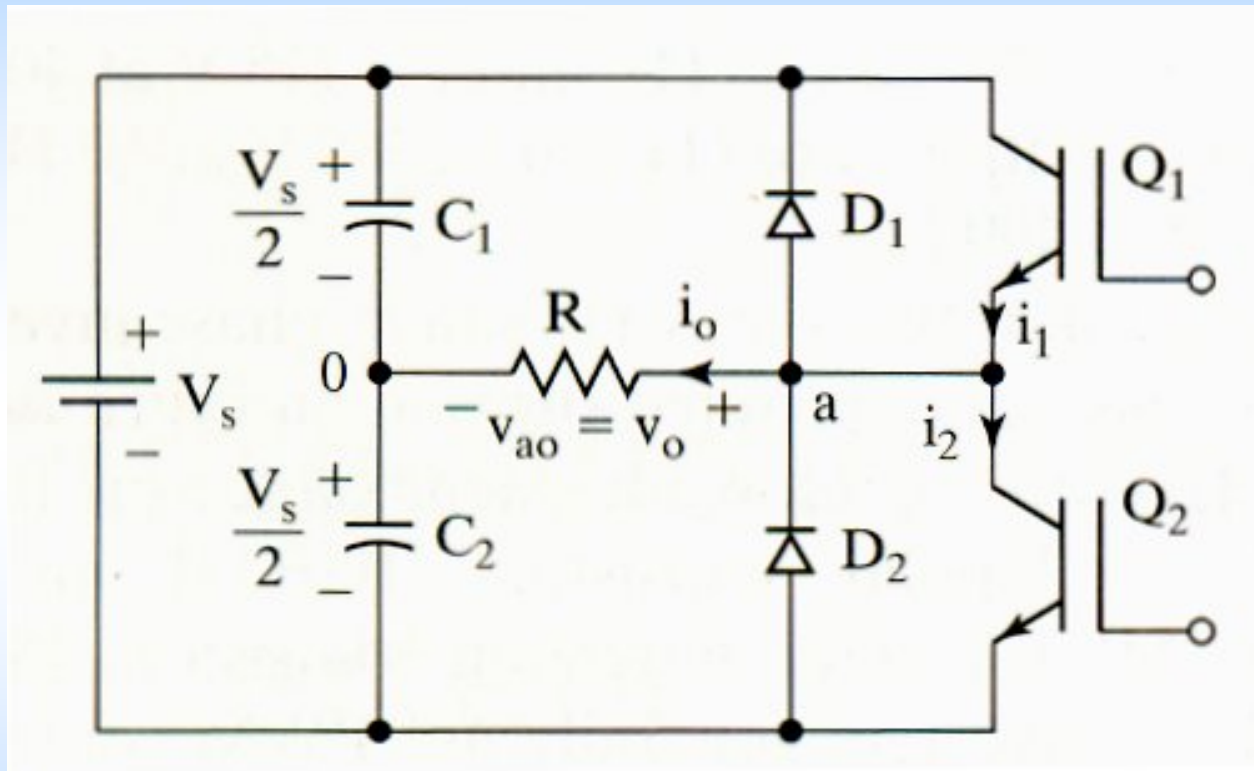 Vs/2 + − C1
D1
Q1
i1
R
io
0
− vao = vo +
a
i2
+ Vs −
Vs/2 + − C2
D2
Q2